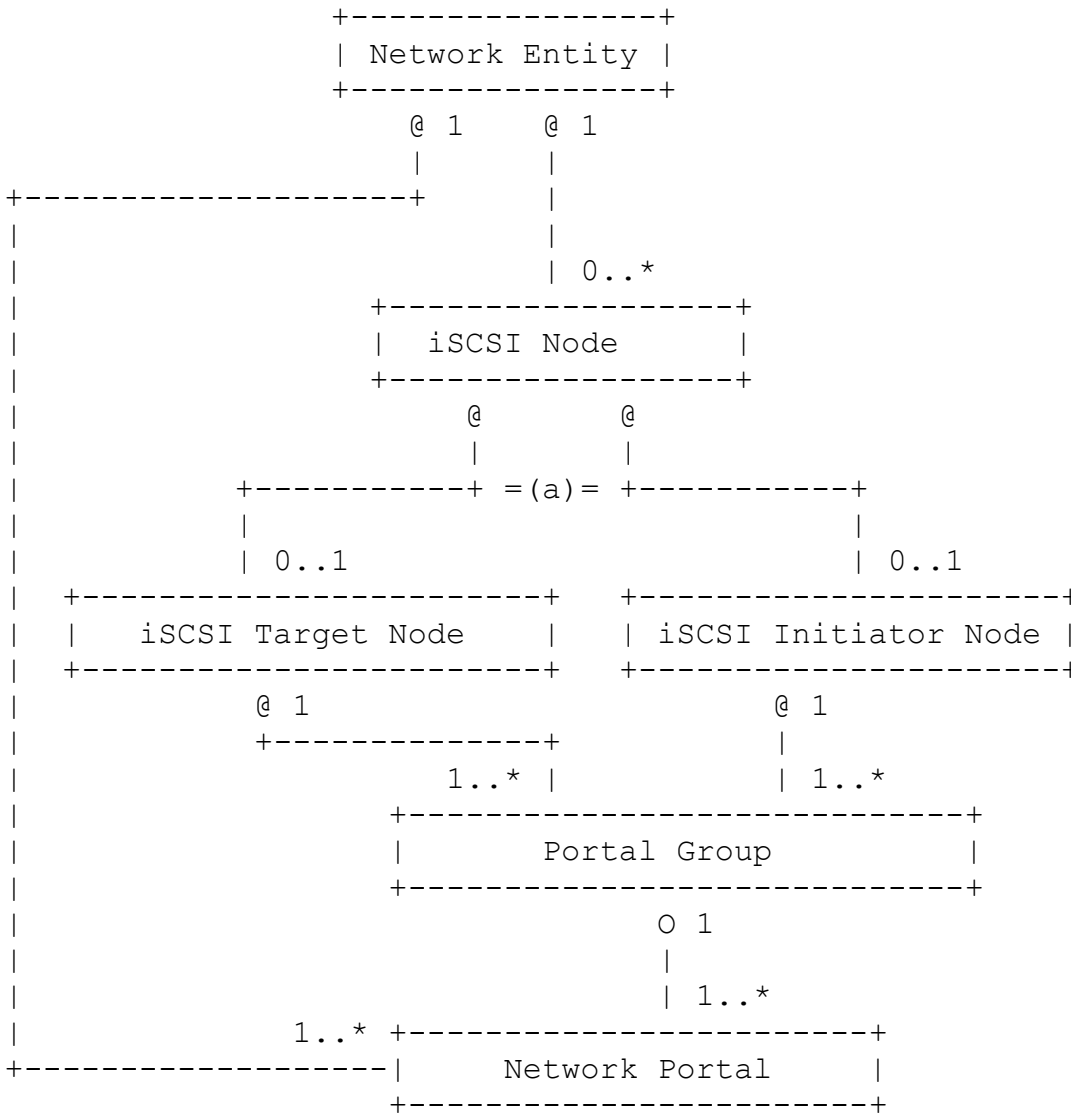 Network Entity
@ 1 @ 1
0..*
iSCSI Node
@ @
=(a)=
0..1 0..1
iSCSI Target Node iSCSI Initiator Node
@ 1 @ 1
1..* 1..*
Portal Group
O 1
1..*
1..*
Network Portal